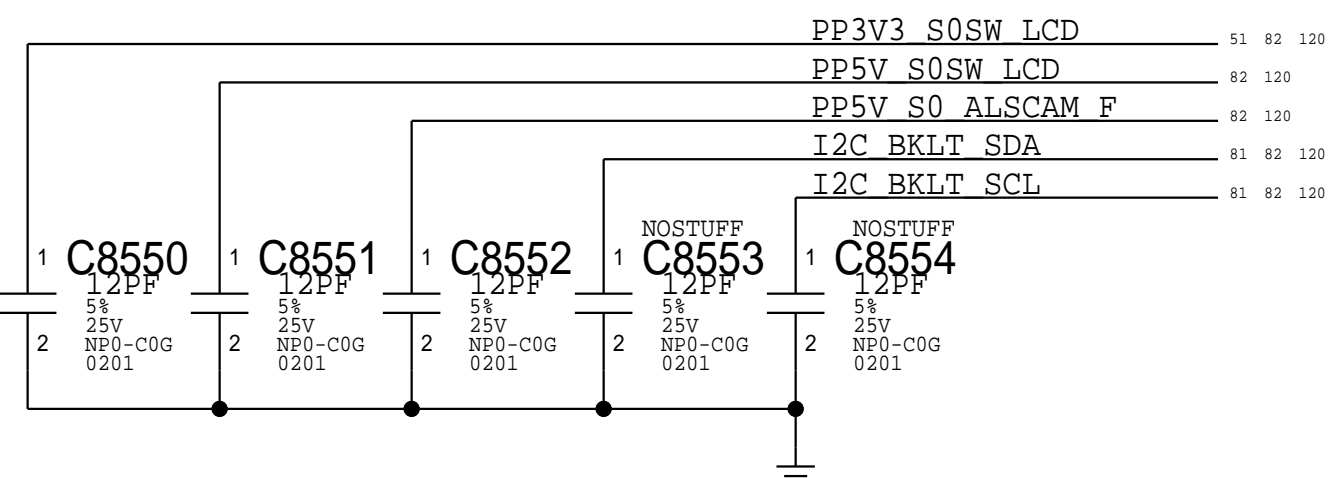 PP3V3_S0SW_LCD 51 82 120
PP5V_S0SW_LCD 82 120
PP5V_S0_ALSCAM_F 82 120
I2C_BKLT_SDA 81 82 120
I2C_BKLT_SCL 81 82 120
NOSTUFF NOSTUFF
1 C8550 1 C8551 1 C8552 1 C8553 1 C8554
12PF 12PF 12PF 12PF 12PF
5% 5% 5% 5% 5%
25V 25V 25V 25V 25V
2 NP0-C0G 2 NP0-C0G 2 NP0-C0G 2 NP0-C0G 2 NP0-C0G
0201 0201 0201 0201 0201